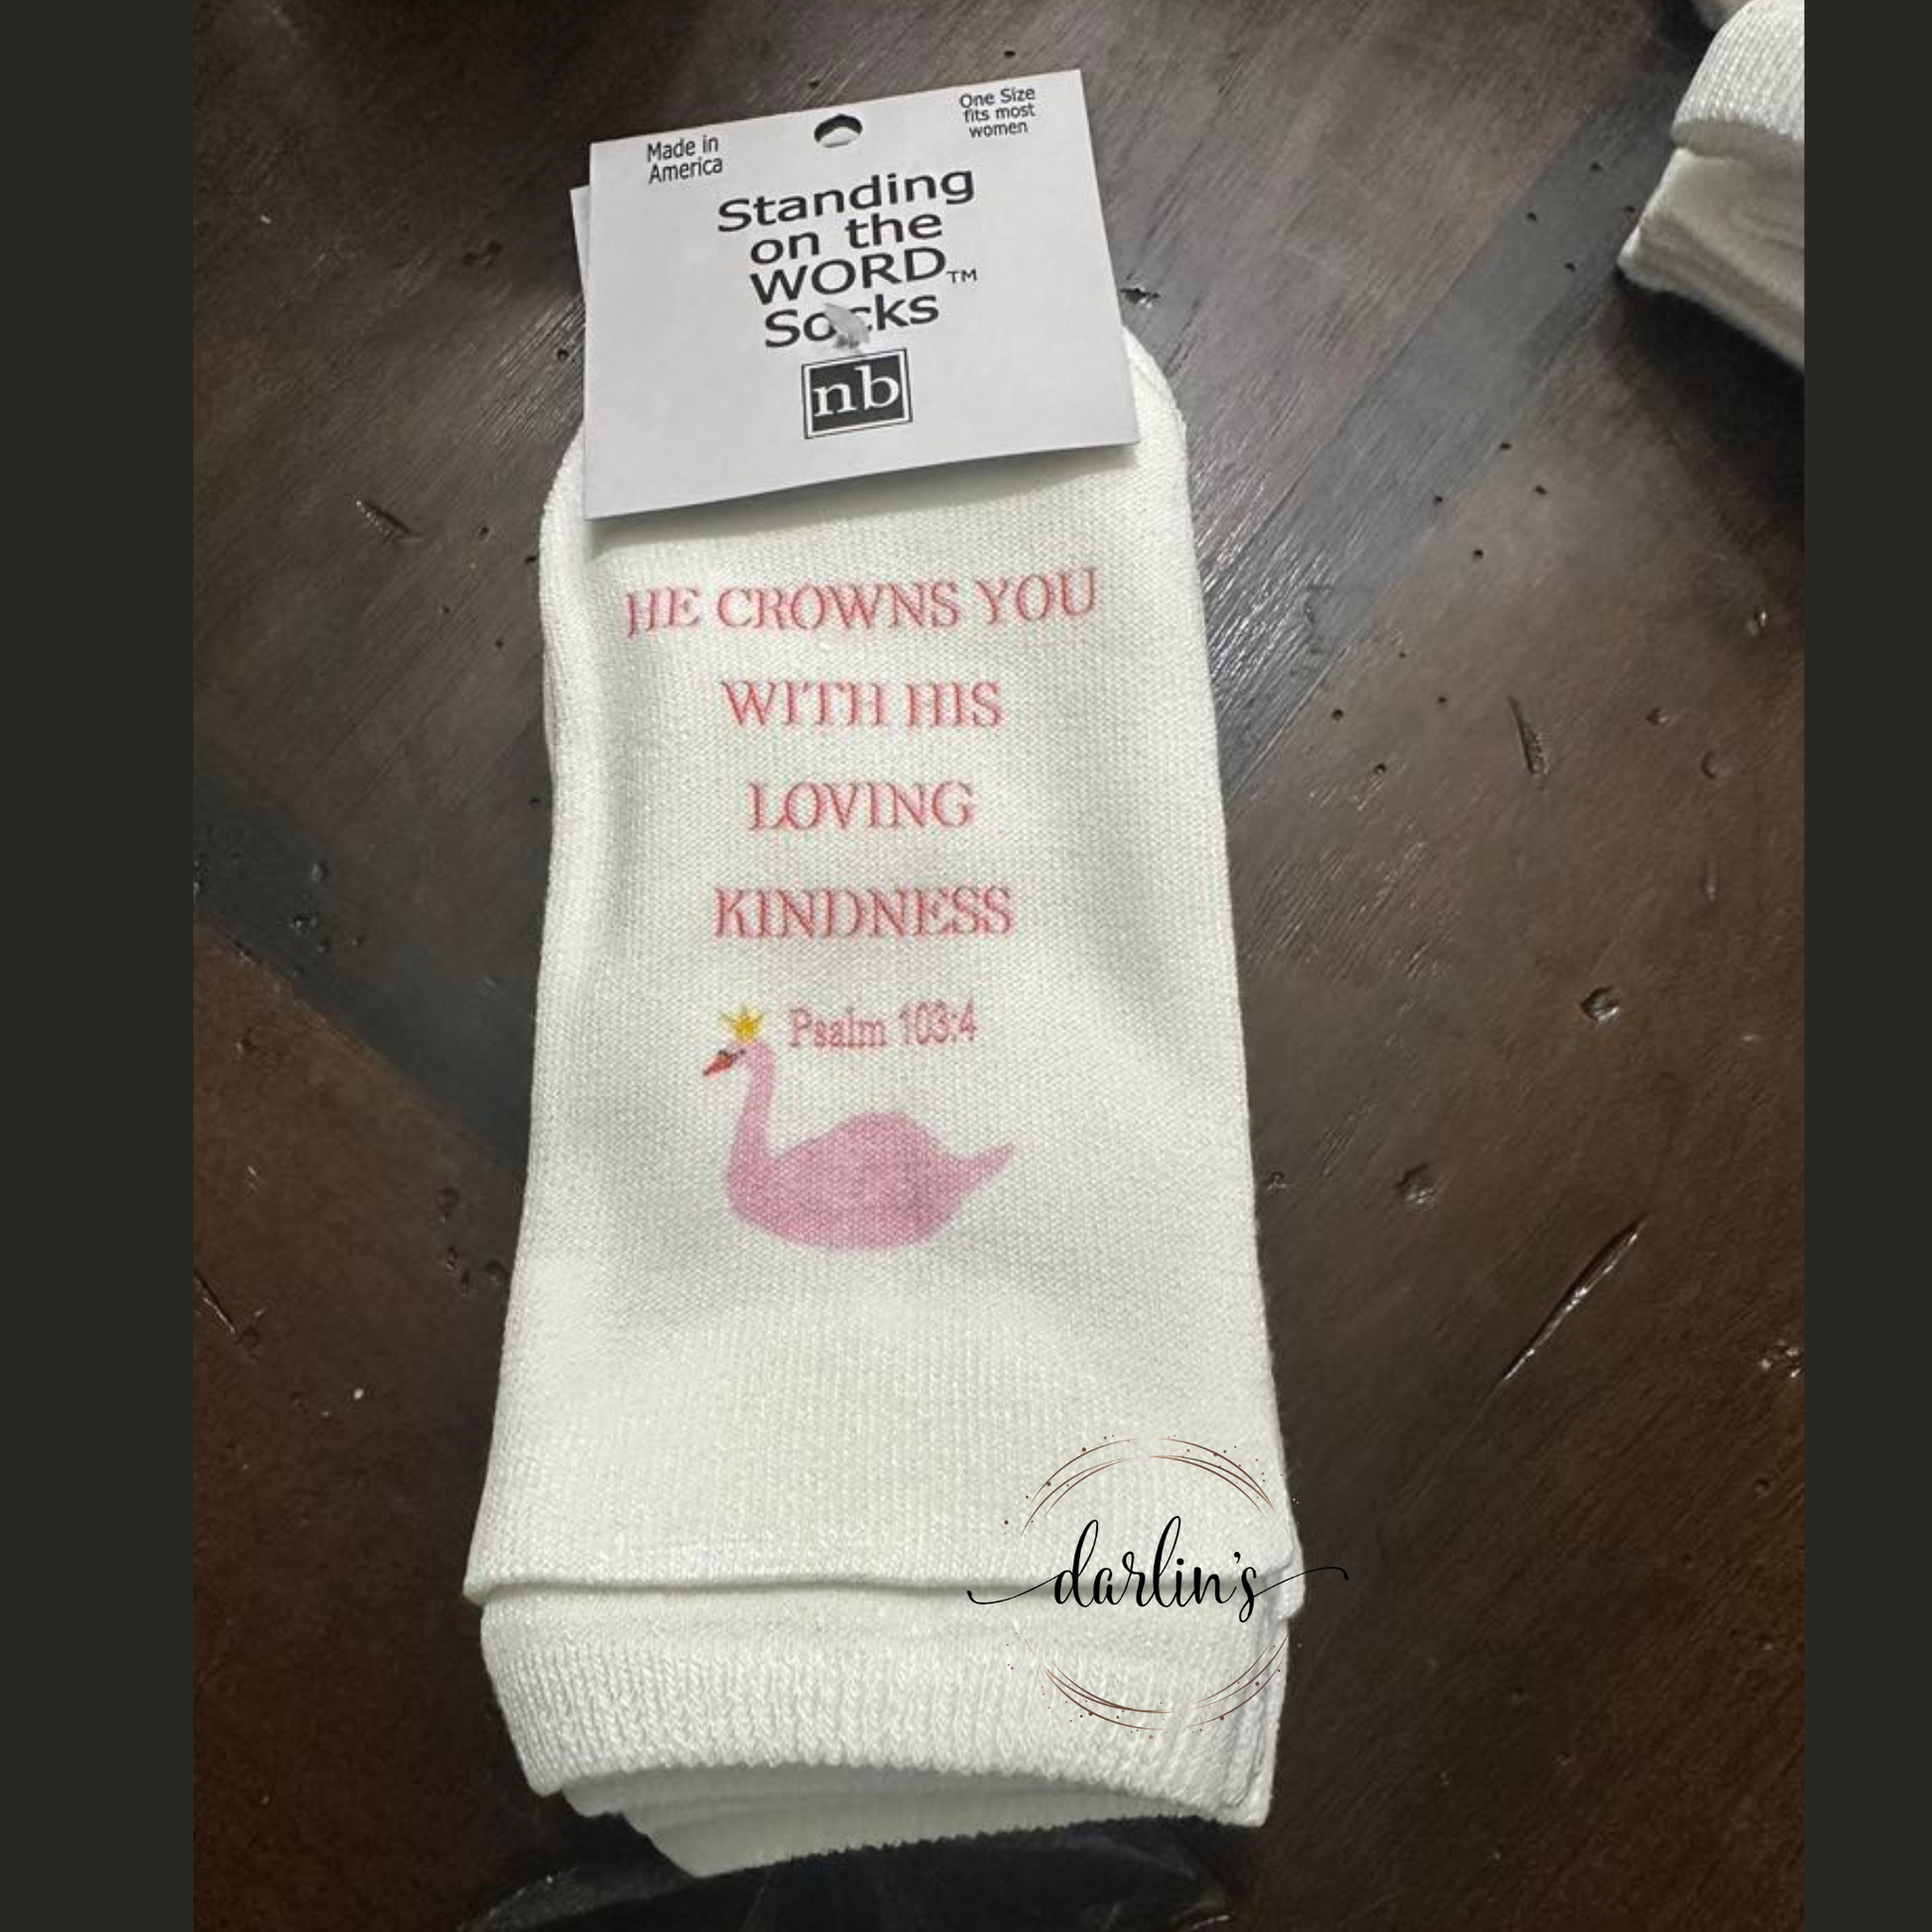 Made in
America
One Size
fits most
women
Standing
on the
WORD™
Socks
nb
HE CROWNS YOU
WITH HIS
LOVING
KINDNESS
Psalm 103:4
darlin's